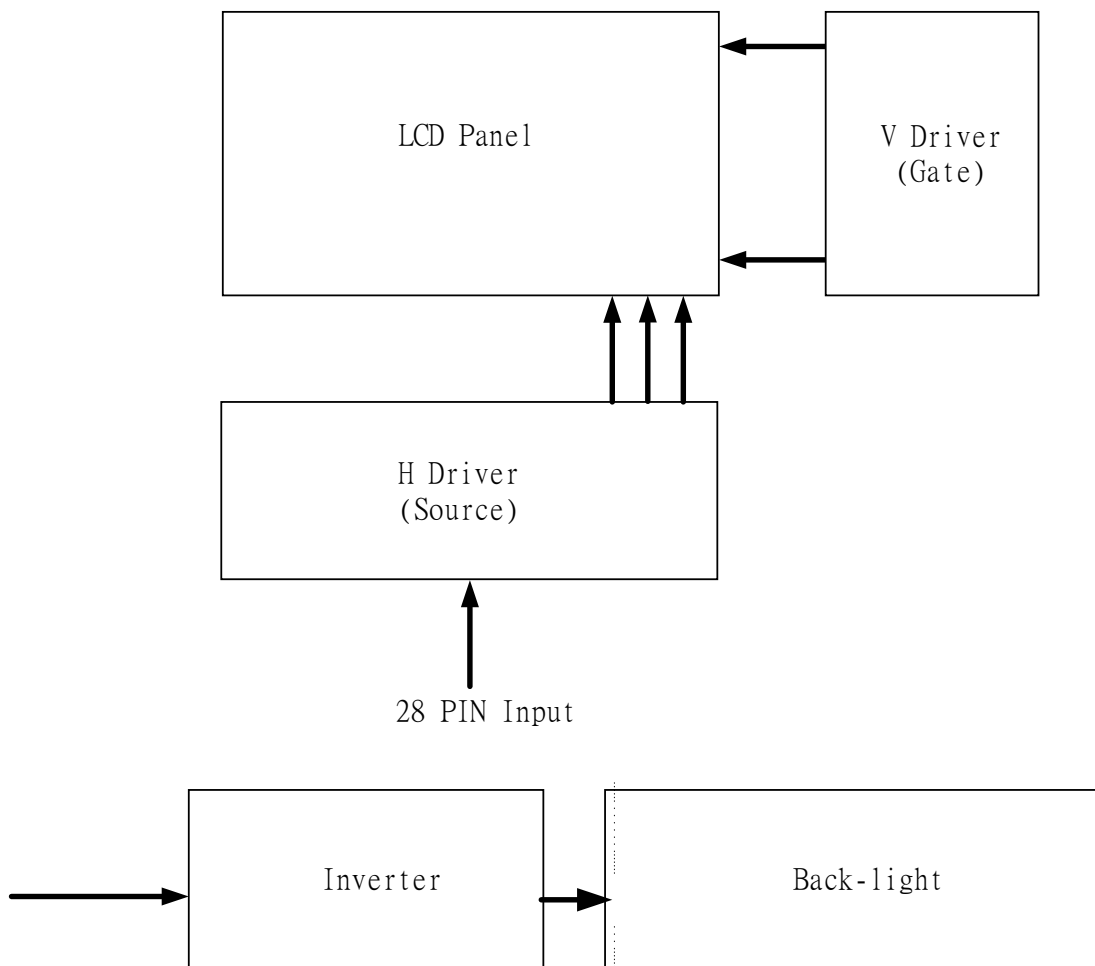 LCD Panel
V Driver
(Gate)
H Driver
(Source)
28 PIN Input
Inverter
Back-light